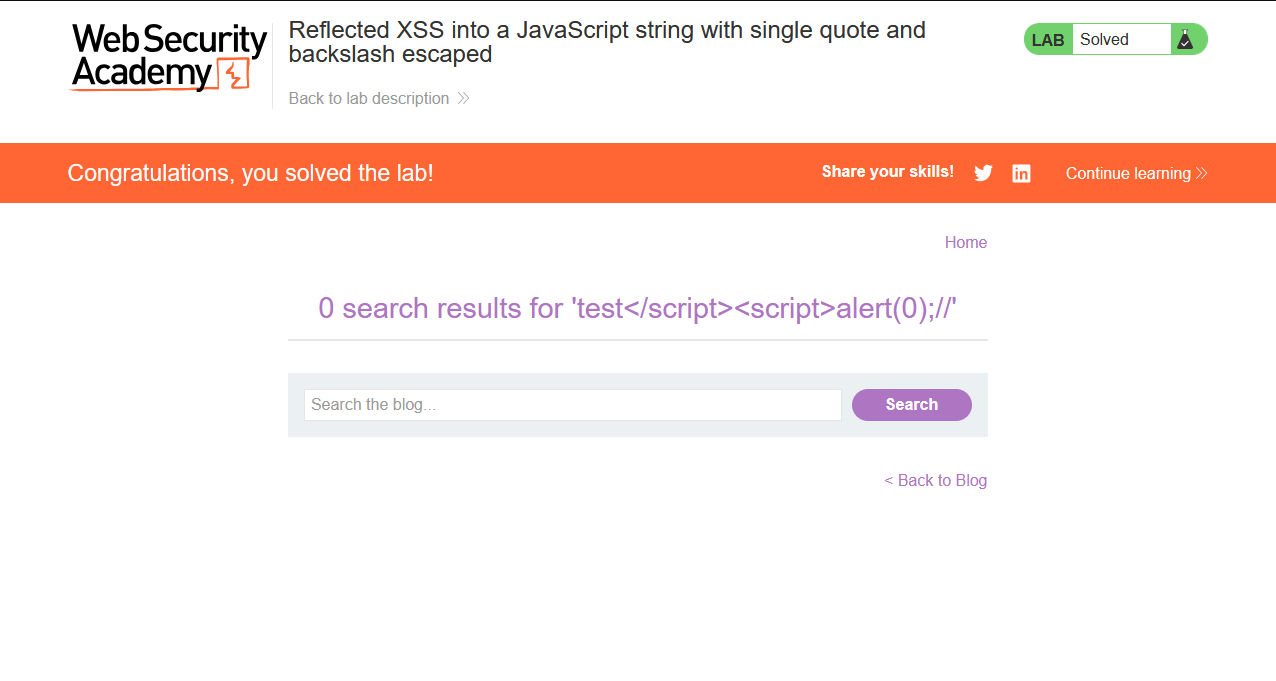 Web Security
Academy
Reflected XSS into a JavaScript string with single quote and
backslash escaped
Back to lab description
LAB Solved
Congratulations, you solved the lab!
Share your skills!
in
Continue learning
Home
0 search results for 'test</script><script>alert(0);//'
Search the blog...
Search
< Back to Blog